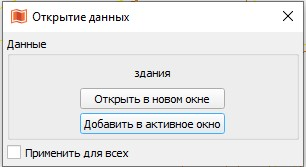 Открытие данных
Данные
здания
Открыть в новом окне
Добавить в активное окно
Применить для всех